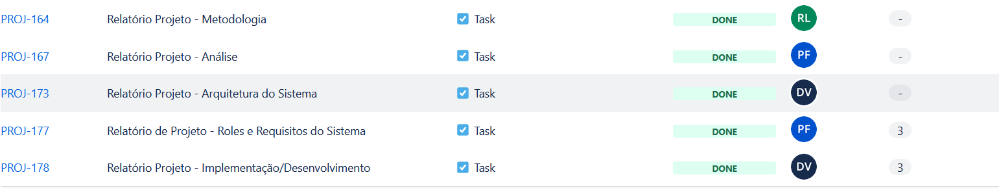 PROJ-164 Relatório Projeto - Metodologia Task DONE RL -
PROJ-167 Relatório Projeto - Análise Task DONE PF -
PROJ-173 Relatório Projeto - Arquitetura do Sistema Task DONE DV -
PROJ-177 Relatório de Projeto - Roles e Requisitos do Sistema Task DONE PF 3
PROJ-178 Relatório Projeto - Implementação/Desenvolvimento Task DONE DV 3